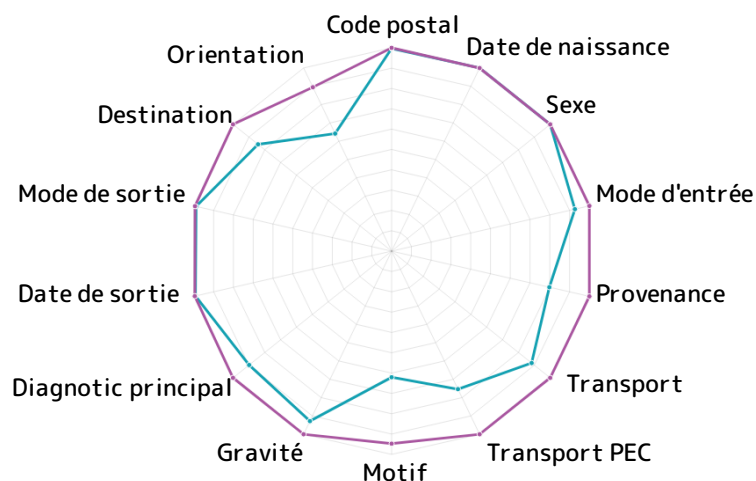 Code postal
Date de naissance
Orientation
Sexe
Destination
Mode de sortie
Mode d'entrée
Date de sortie
Provenance
Diagnotic principal
Transport
Gravité
Transport PEC
Motif